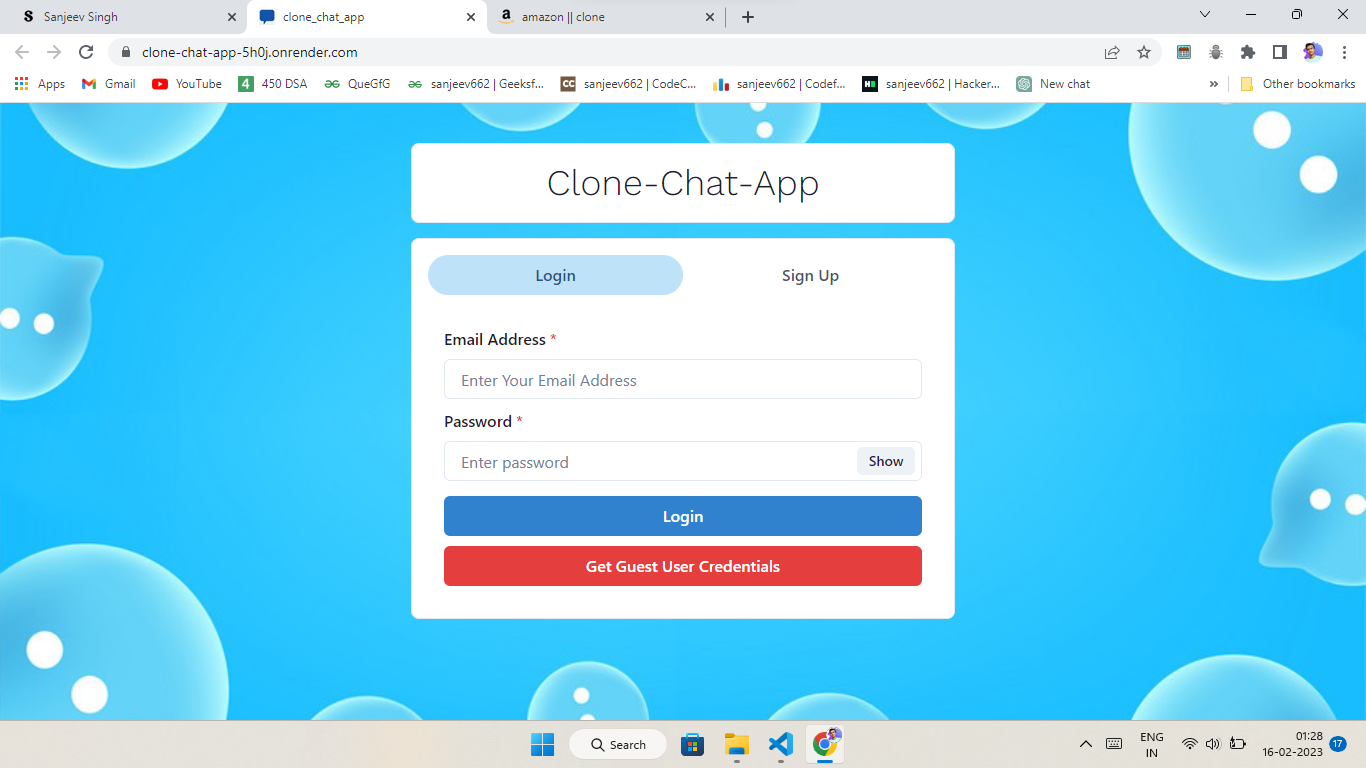 Sanjeev Singh
clone_chat_app
amazon || clone
clone-chat-app-5h0j.onrender.com
Apps
Gmail
YouTube
4 450 DSA
QueGfG
sanjeev662 | Geeksf...
CC sanjeev662 | CodeC...
sanjeev662 | Codef...
H sanjeev662 | Hacker...
New chat
»
Other bookmarks
Clone-Chat-App
Login
Sign Up
Email Address *
Enter Your Email Address
Password *
Enter password
Show
Login
Get Guest User Credentials
Search
ENG
IN
01:28
16-02-2023
17